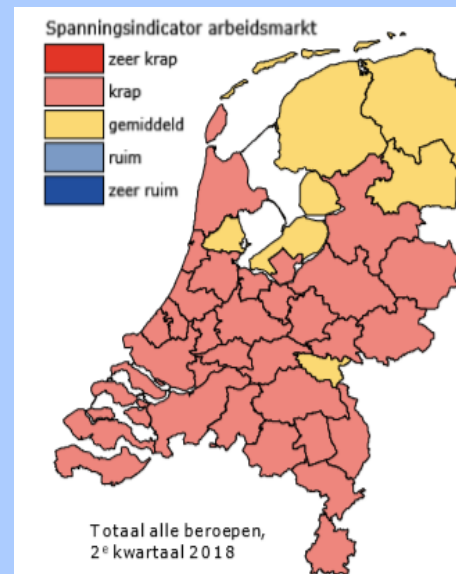 Spanningsindicator arbeidsmarkt
zeer krap
krap
gemiddeld
ruim
zeer ruim
Totaal alle beroepen,
2e kwartaal 2018